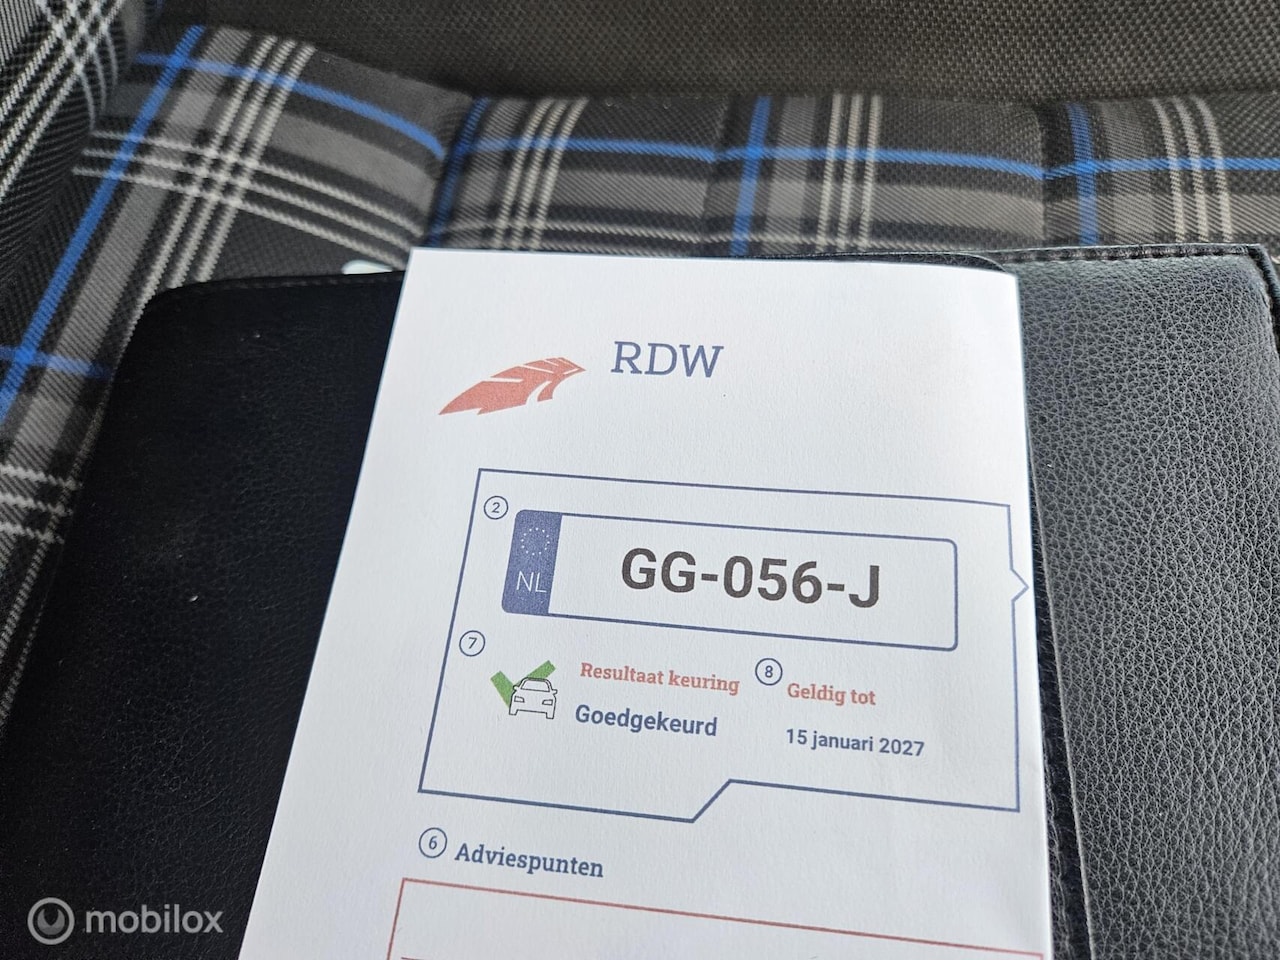 RDW
2
NL
GG-056-J
7
Resultaat keuring
8
Geldig tot
Goedgekeurd
15 januari 2027
6
Adviespunten
mobilox